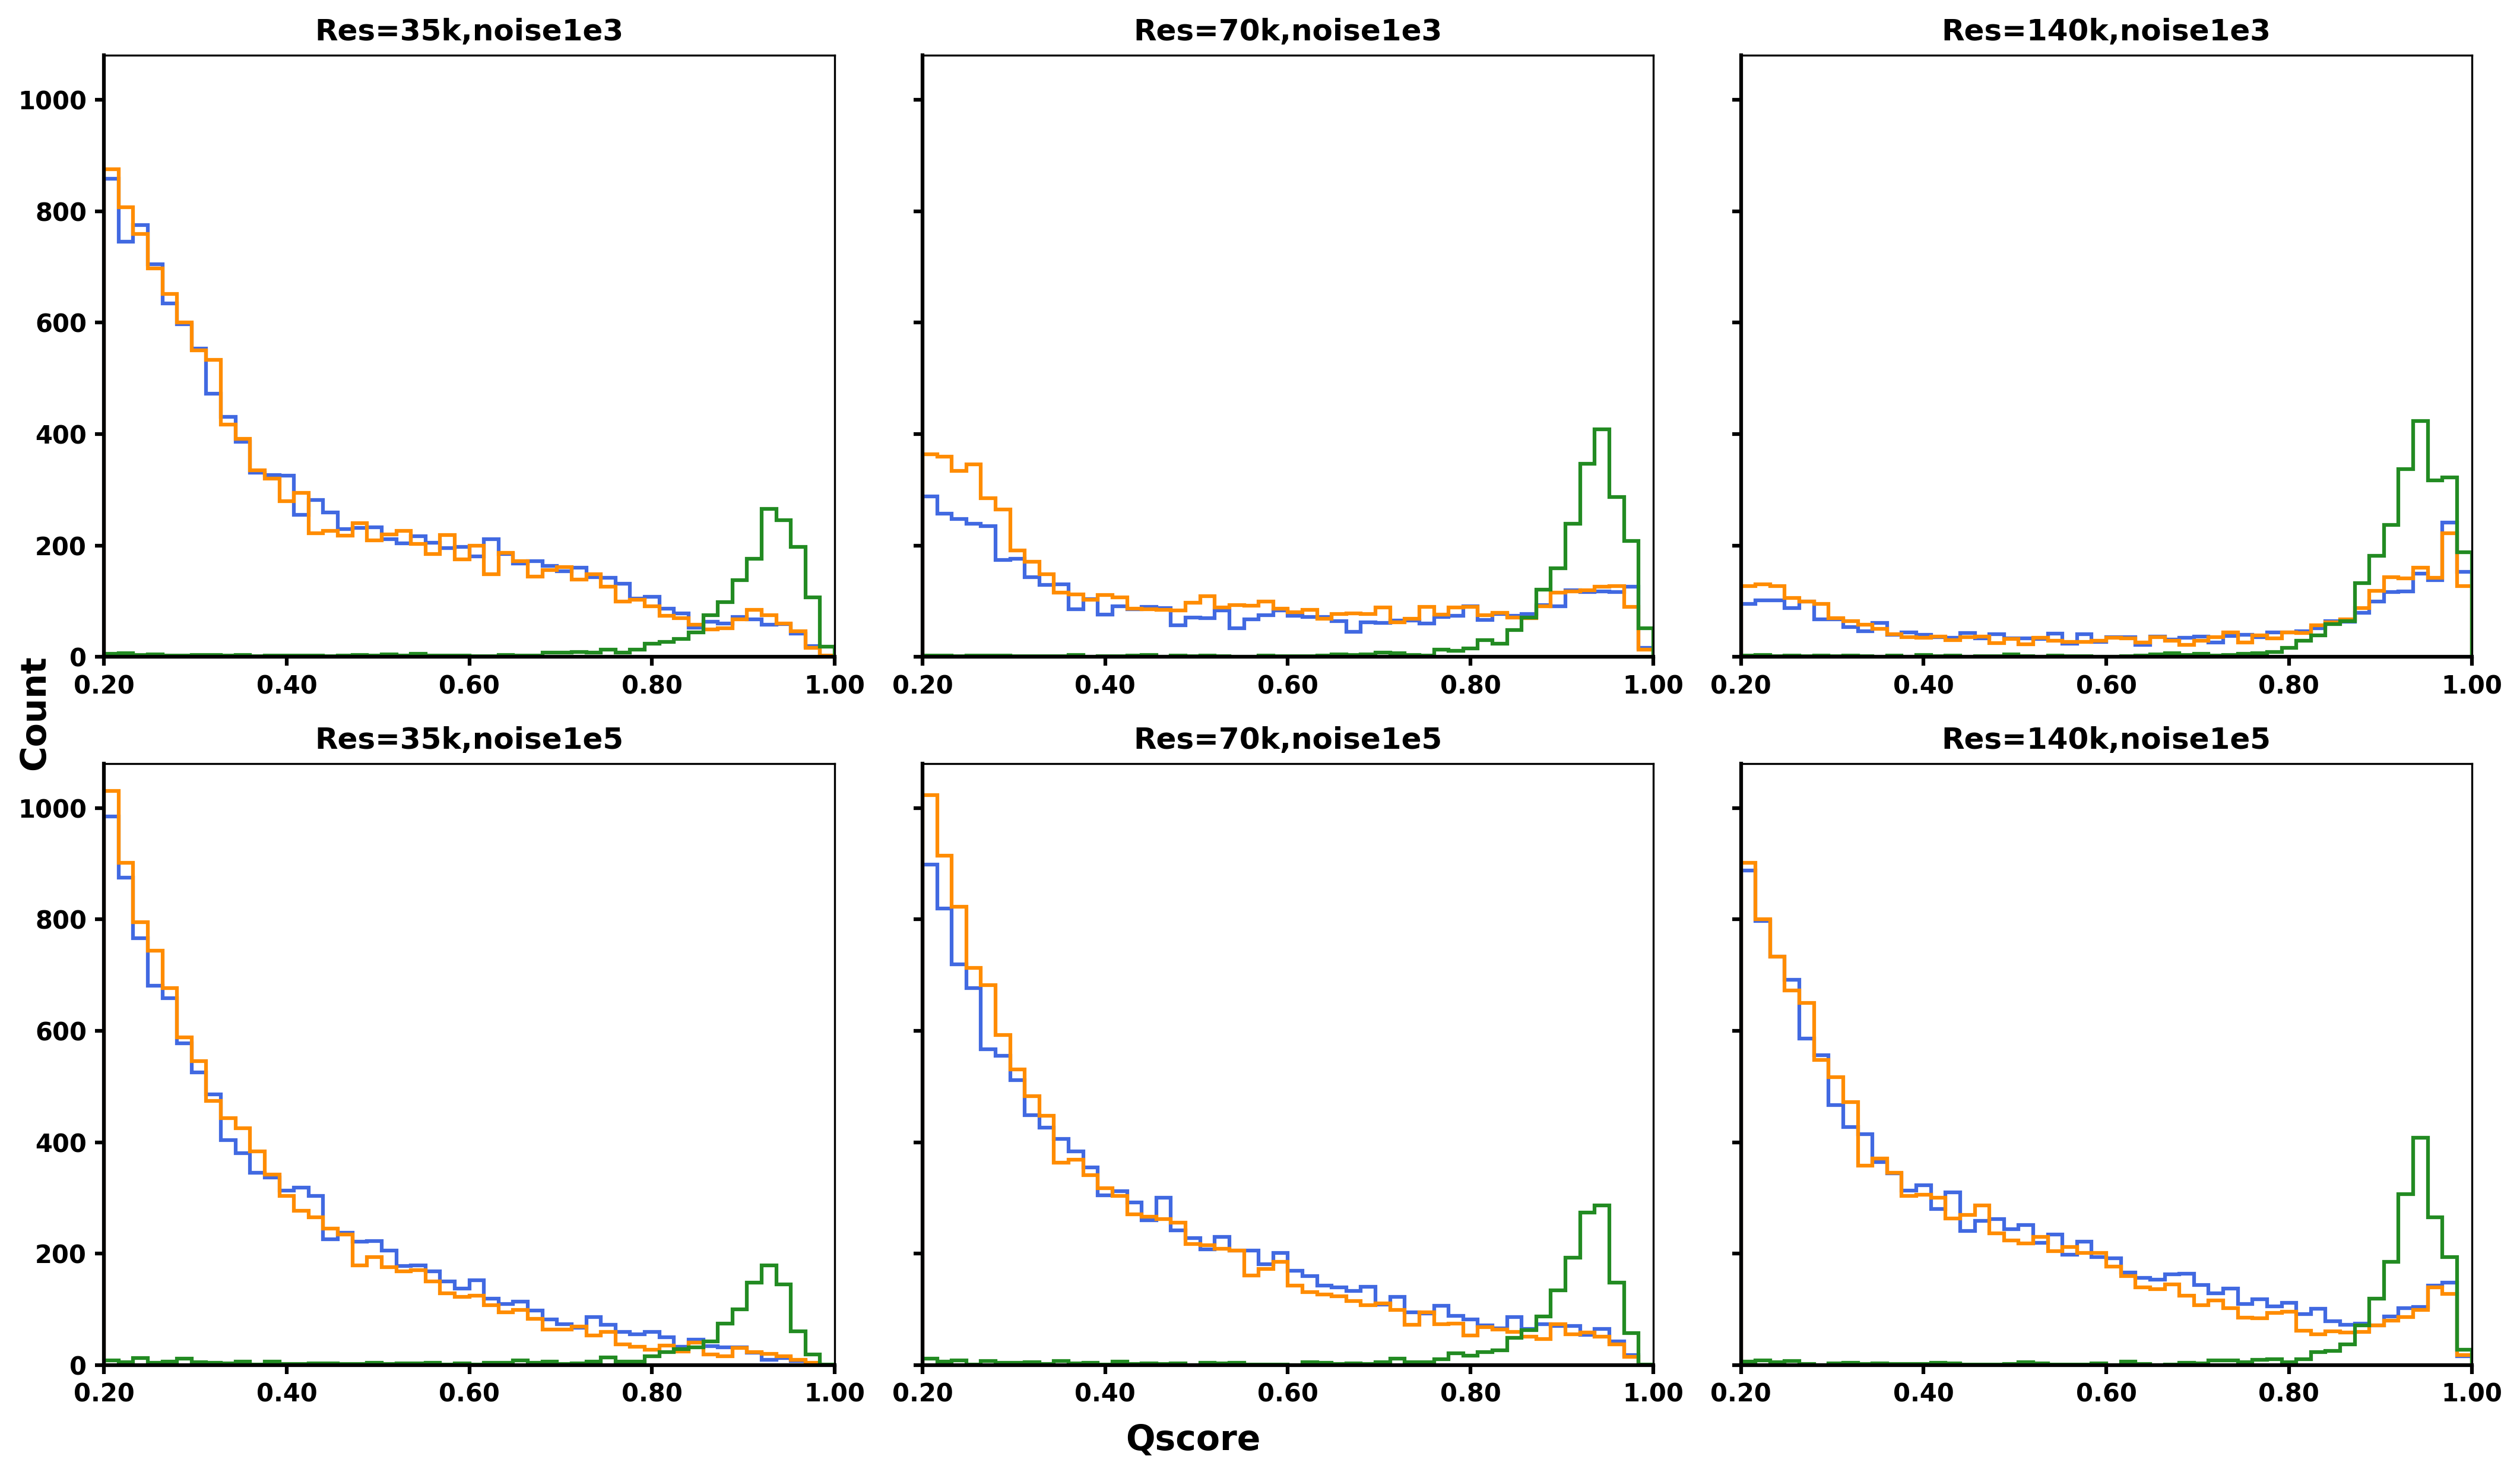 Res=35k,noise1e3 Res=70k,noise1e3 Res=140k,noise1e3
1000
800
600
400
200
0
0.20 0.40 0.60 0.80 1.00 0.20 0.40 0.60 0.80 1.00 0.20 0.40 0.60 0.80 1.00
Count
Res=35k,noise1e5 Res=70k,noise1e5 Res=140k,noise1e5
1000
800
600
400
200
0
0.20 0.40 0.60 0.80 1.00 0.20 0.40 0.60 0.80 1.00 0.20 0.40 0.60 0.80 1.00
Qscore